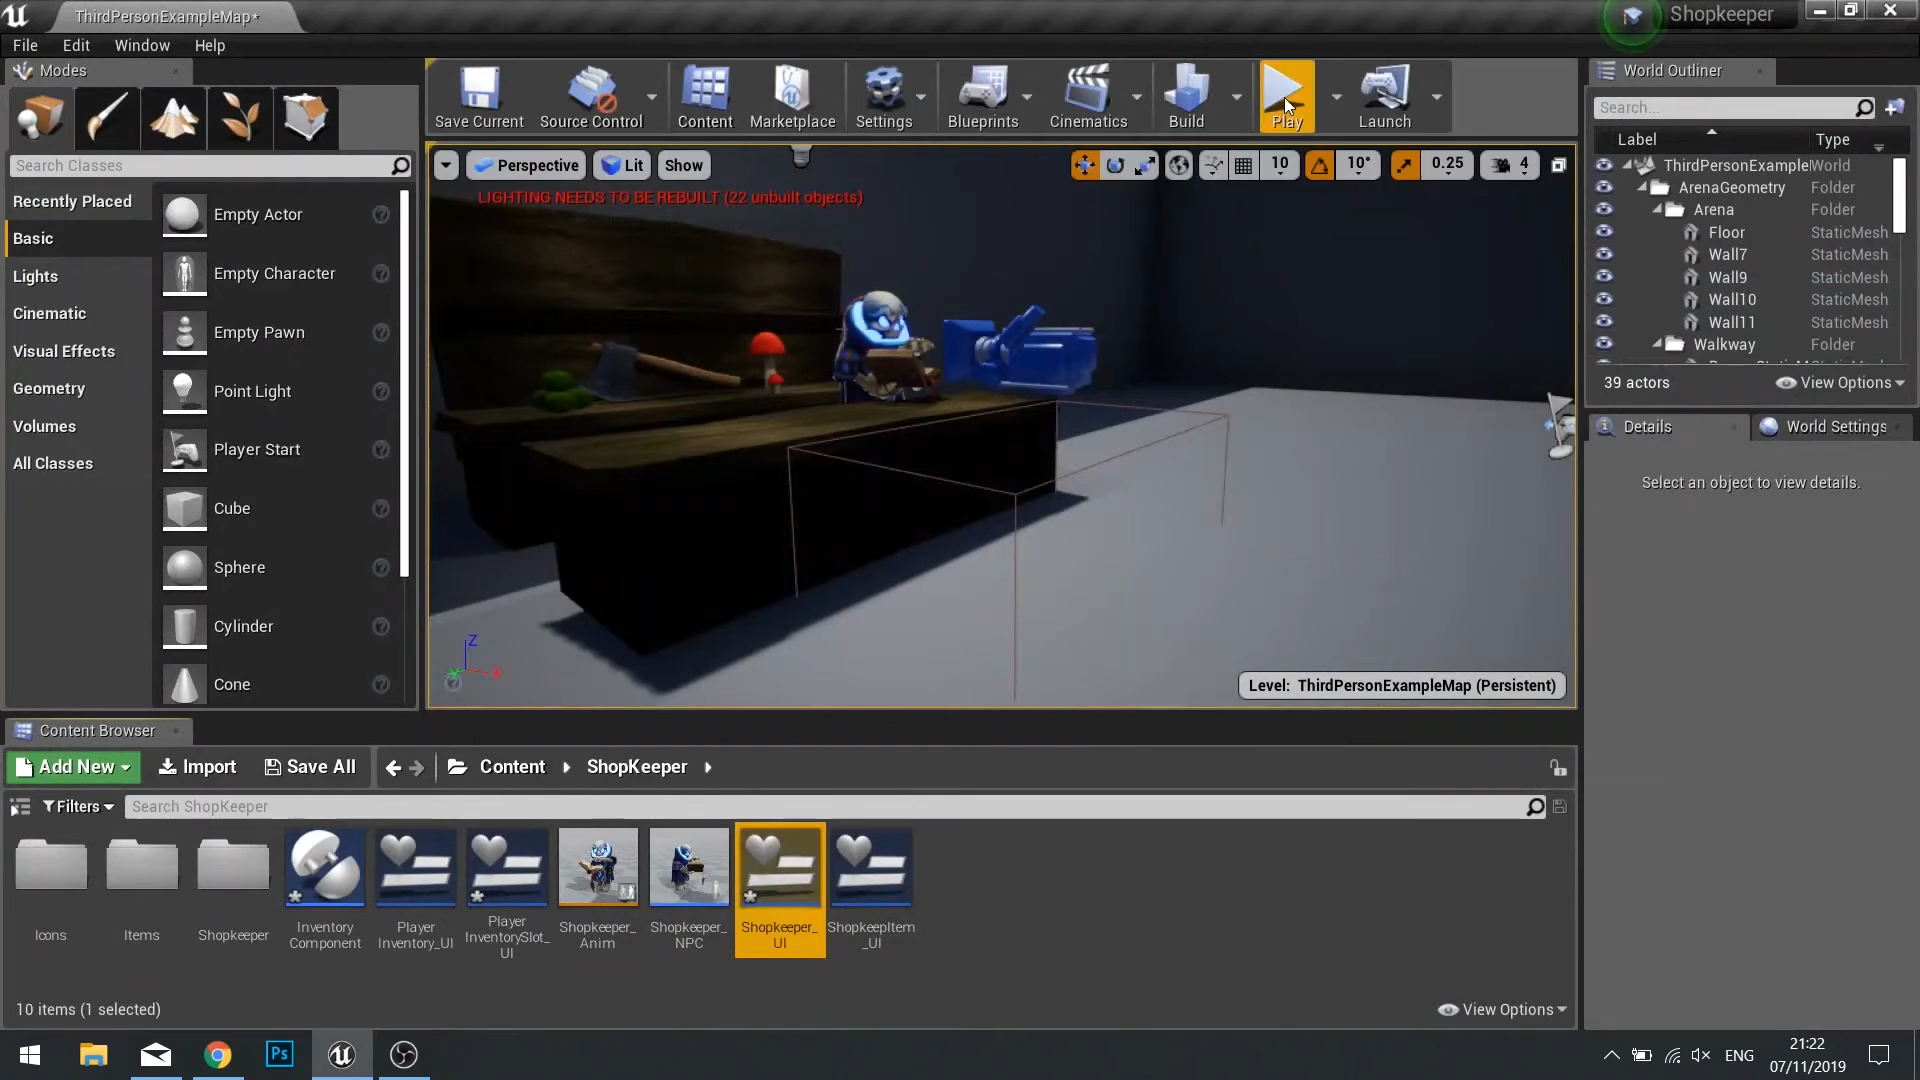 ThirdPersonExampleMap*
Shopkeeper
File Edit Window Help
Modes
Search Classes
Recently Placed
Basic
Lights
Cinematic
Visual Effects
Geometry
Volumes
All Classes
Empty Actor
Empty Character
Empty Pawn
Point Light
Player Start
Cube
Sphere
Cylinder
Cone
Save Current Source Control Content Marketplace Settings Blueprints Cinematics Build Play Launch
Perspective Lit Show
10 10° 0.25 4
LIGHTING NEEDS TO BE REBUILT (22 unbuilt objects)
Z
X
Level: ThirdPersonExampleMap (Persistent)
World Outliner
Search...
Label Type
ThirdPersonExample World
ArenaGeometry Folder
Arena Folder
Floor StaticMesh
Wall7 StaticMesh
Wall9 StaticMesh
Wall10 StaticMesh
Wall11 StaticMesh
Walkway Folder
39 actors View Options
Details World Settings
Select an object to view details.
Content Browser
Add New Import Save All Content ShopKeeper
Filters Search ShopKeeper
Icons
Items
Shopkeeper
Inventory
Component
Player
Inventory_UI
Player
InventorySlot_
UI
Shopkeeper_
Anim
Shopkeeper_
NPC
Shopkeeper_
UI
ShopkeepItem
_UI
10 items (1 selected) View Options
Ps
ENG
21:22
07/11/2019